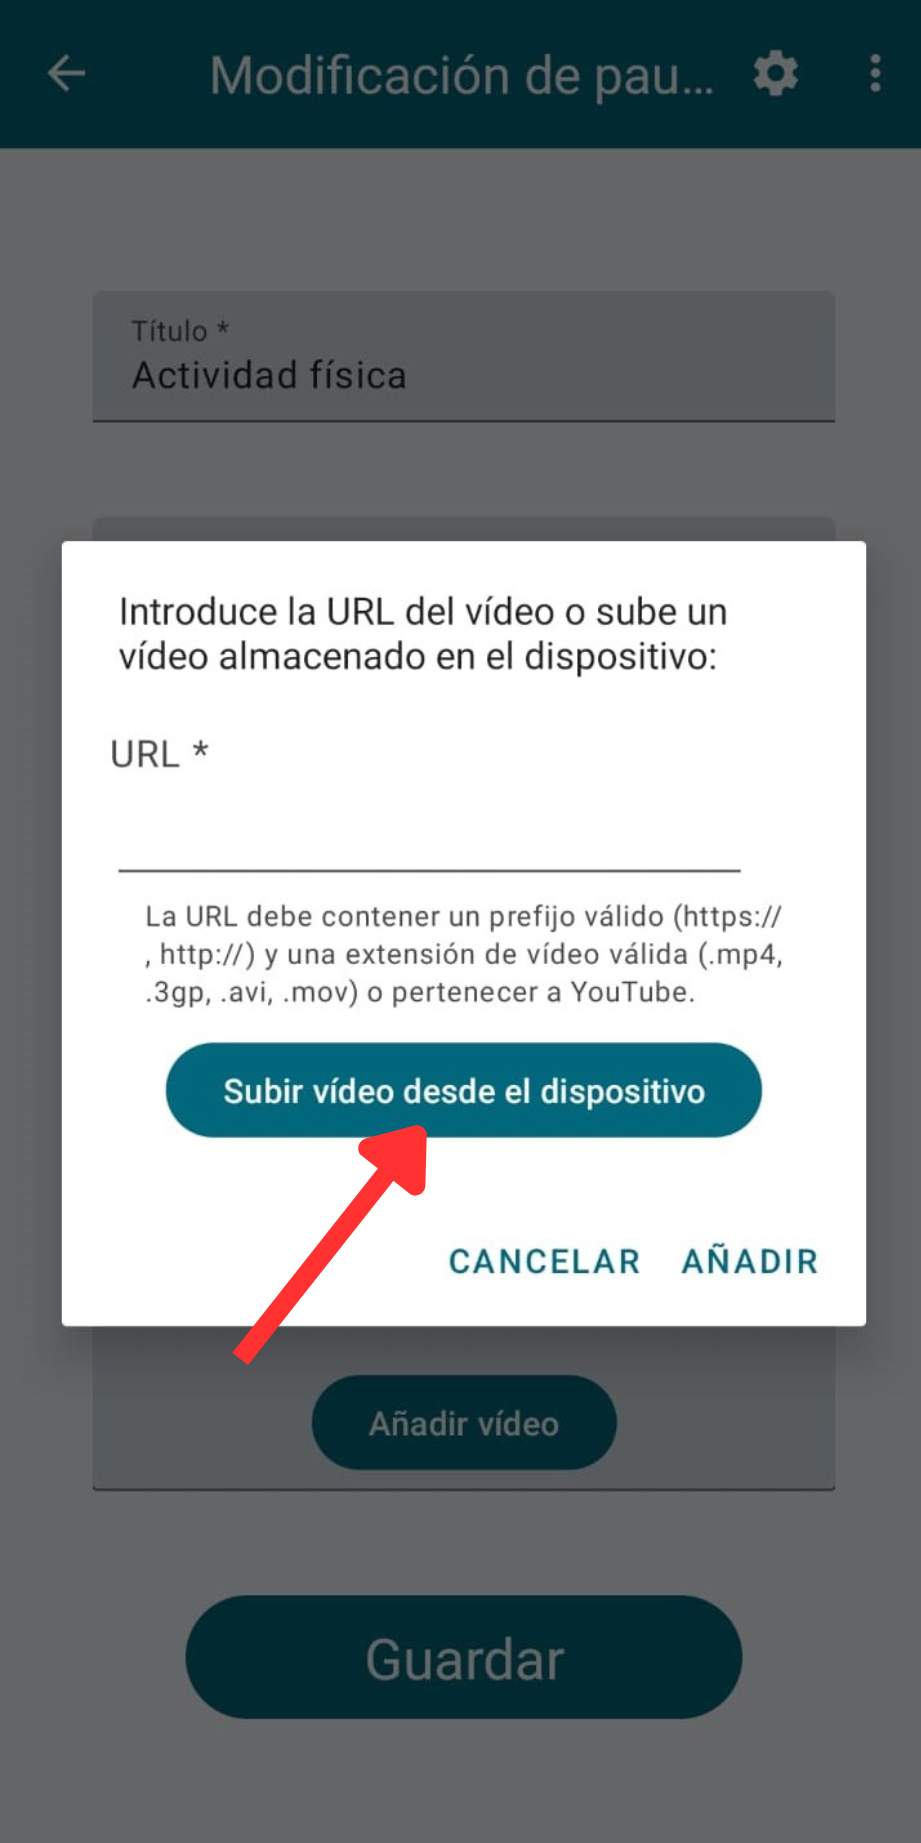 Modificación de pau...
Título *
Actividad física
Introduce la URL del vídeo o sube un
vídeo almacenado en el dispositivo:
URL *
La URL debe contener un prefijo válido (https://
, http://) y una extensión de vídeo válida (.mp4,
.3gp, .avi, .mov) o pertenecer a YouTube.
Subir vídeo desde el dispositivo
CANCELAR AÑADIR
Añadir vídeo
Guardar